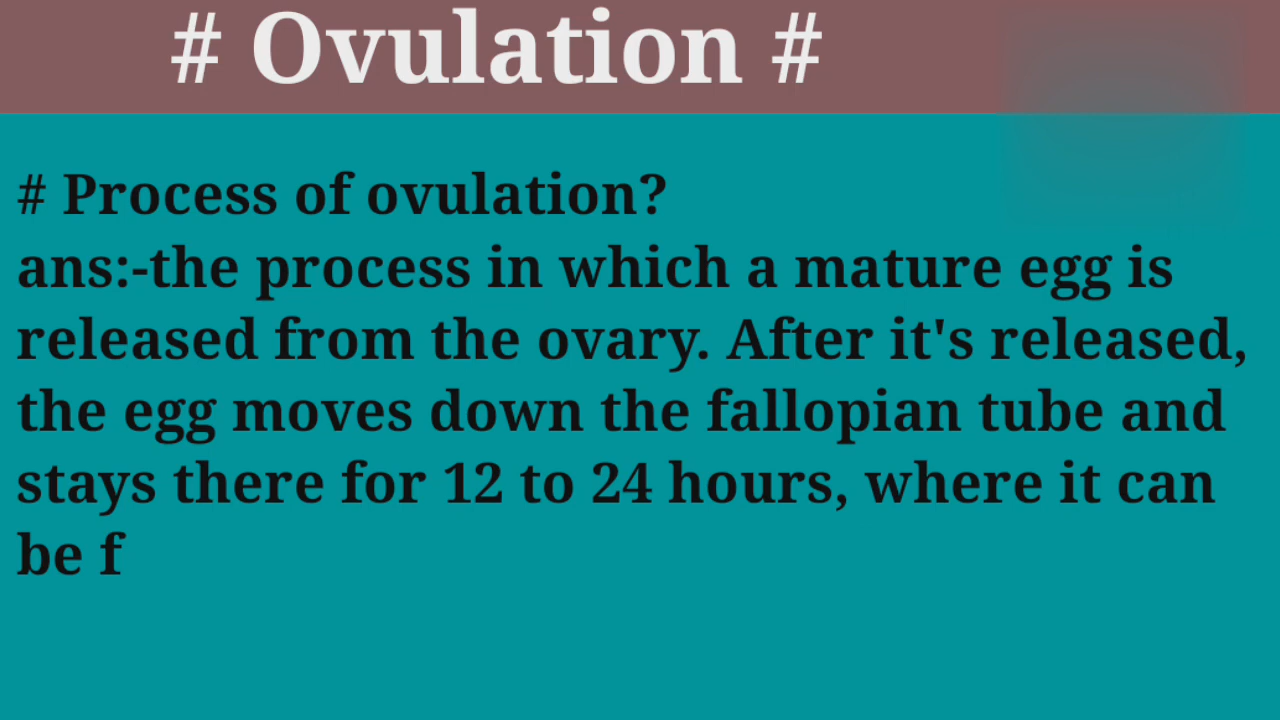 # Ovulation #
# Process of ovulation?
ans:-the process in which a mature egg is
released from the ovary. After it's released,
the egg moves down the fallopian tube and
stays there for 12 to 24 hours, where it can
be f